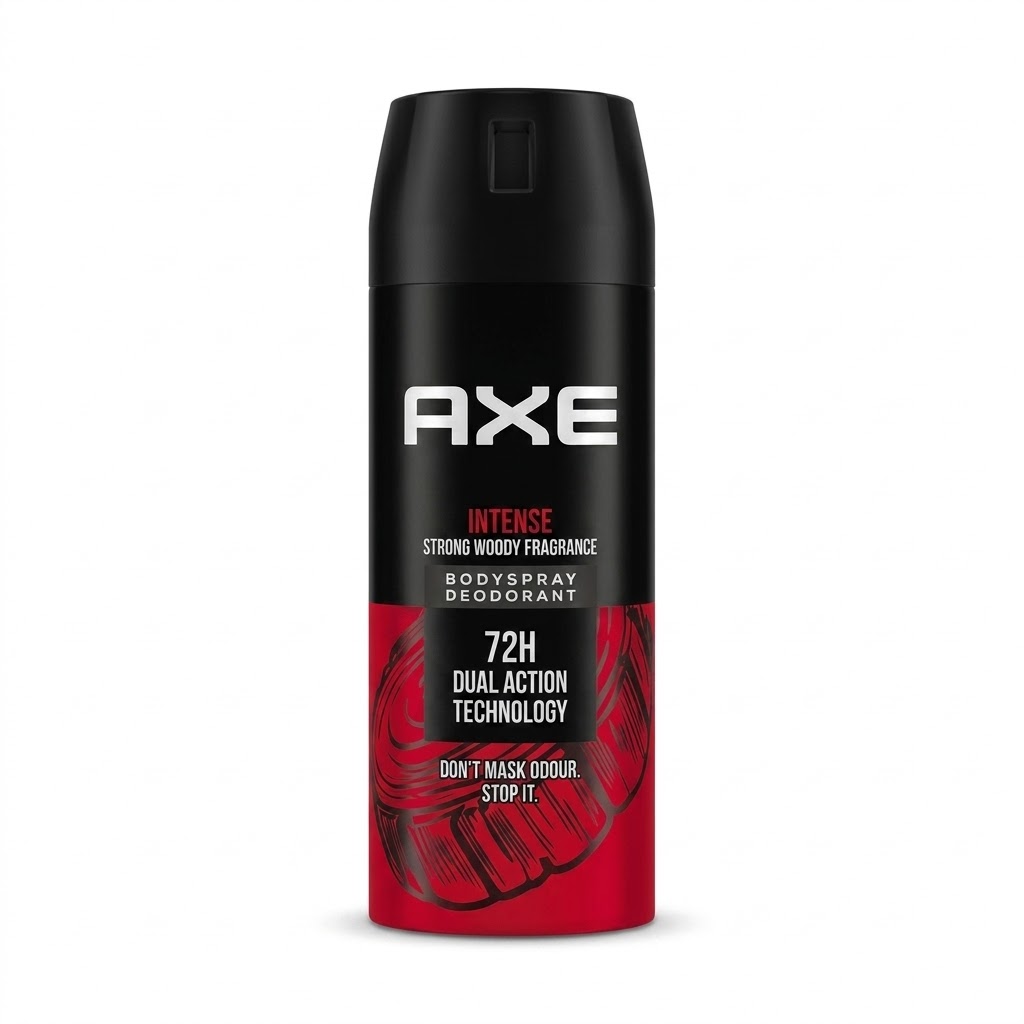 AXE
INTENSE
STRONG WOODY FRAGRANCE
BODYSPRAY
DEODORANT
72H
DUAL ACTION
TECHNOLOGY
DON'T MASK ODOUR.
STOP IT.